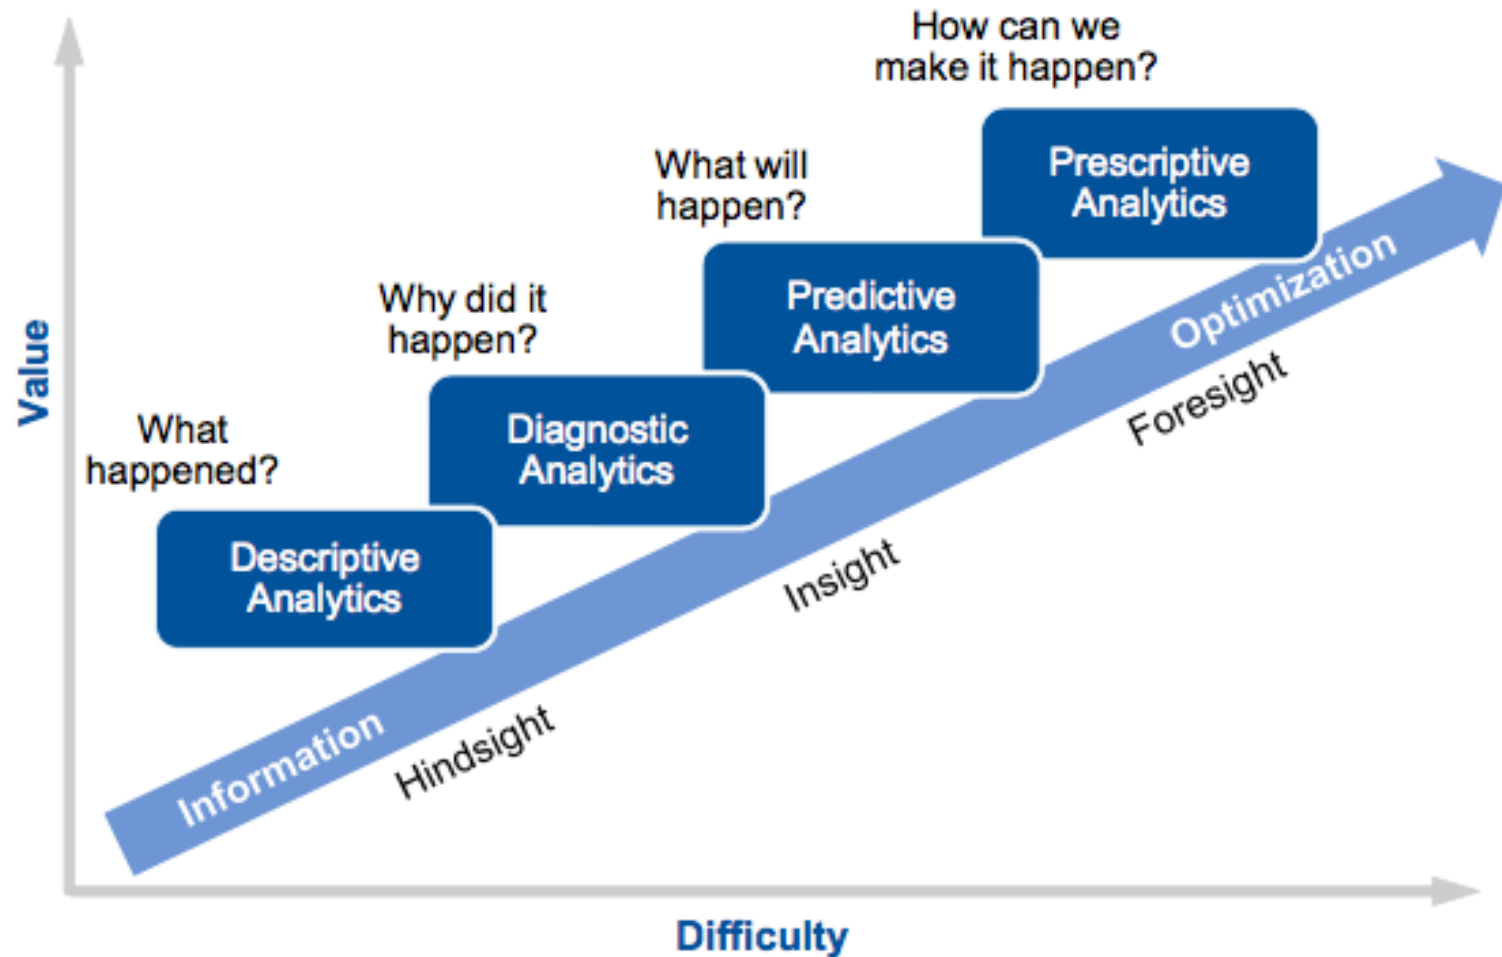 How can we
make it happen?
Prescriptive
Analytics
What will
happen?
Predictive
Analytics
Why did it
happen?
Diagnostic
Analytics
What
happened?
Descriptive
Analytics
Value
Information
Optimization
Hindsight
Insight
Foresight
Difficulty